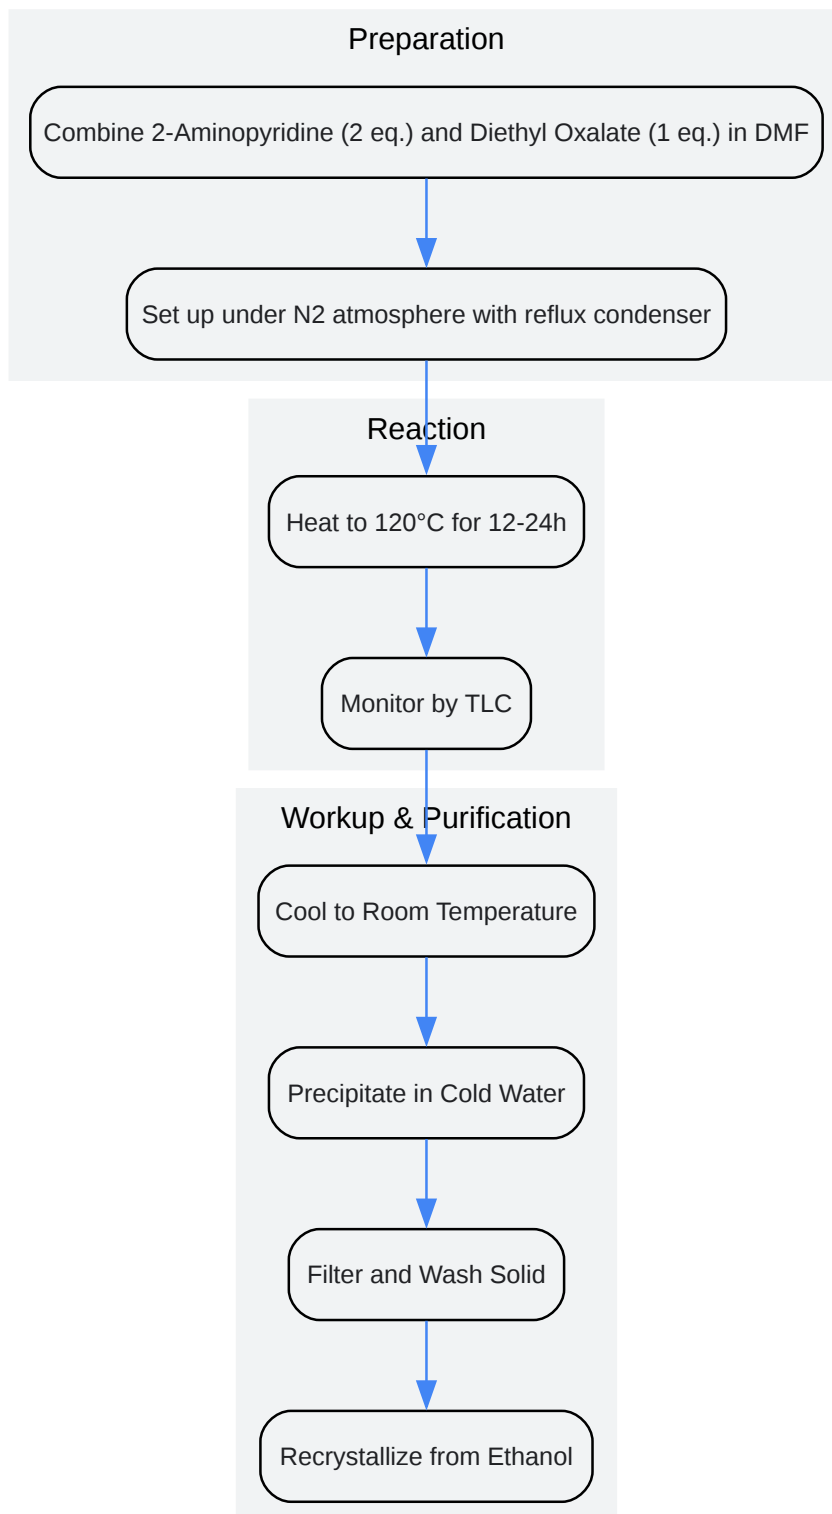 Preparation
Combine 2-Aminopyridine (2 eq.) and Diethyl Oxalate (1 eq.) in DMF
Set up under N2 atmosphere with reflux condenser
Reaction
Heat to 120°C for 12-24h
Monitor by TLC
Workup & Purification
Cool to Room Temperature
Precipitate in Cold Water
Filter and Wash Solid
Recrystallize from Ethanol